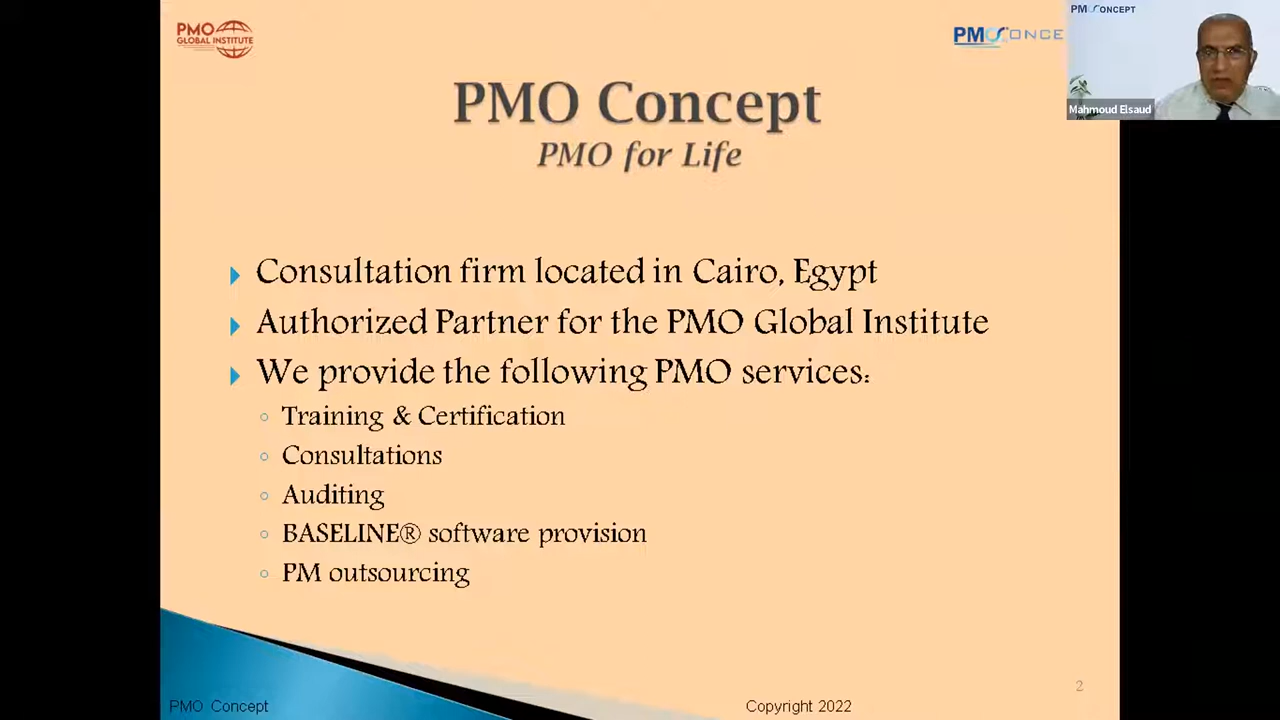 PMO
GLOBAL INSTITUTE
PMO CONCE
PMO CONCEPT
Mahmoud Elsaud
PMO Concept
PMO for Life
Consultation firm located in Cairo, Egypt
Authorized Partner for the PMO Global Institute
We provide the following PMO services:
Training & Certification
Consultations
Auditing
BASELINE® software provision
PM outsourcing
2
PMO Concept
Copyright 2022